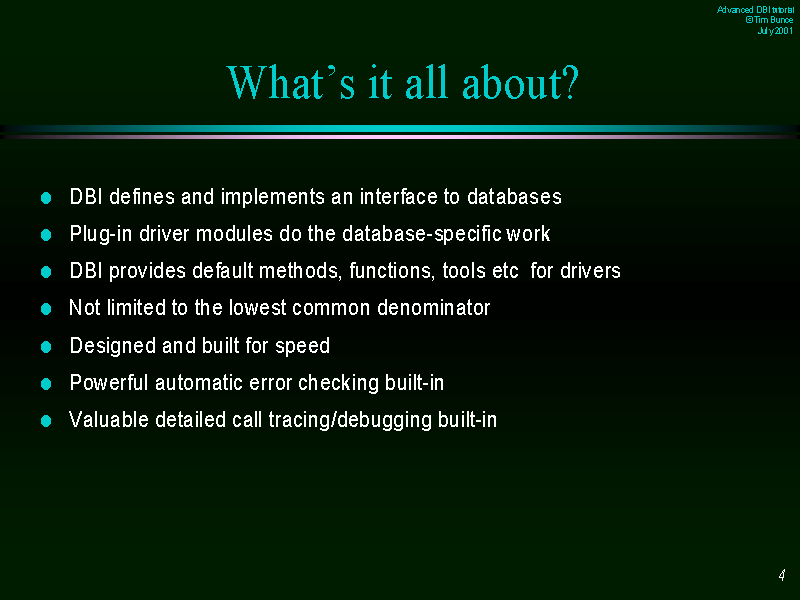 Advanced DBI tutorial
© Tim Bunce
July 2001
What's it all about?
DBI defines and implements an interface to databases
Plug-in driver modules do the database-specific work
DBI provides default methods, functions, tools etc  for drivers
Not limited to the lowest common denominator
Designed and built for speed
Powerful automatic error checking built-in
Valuable detailed call tracing/debugging built-in
4